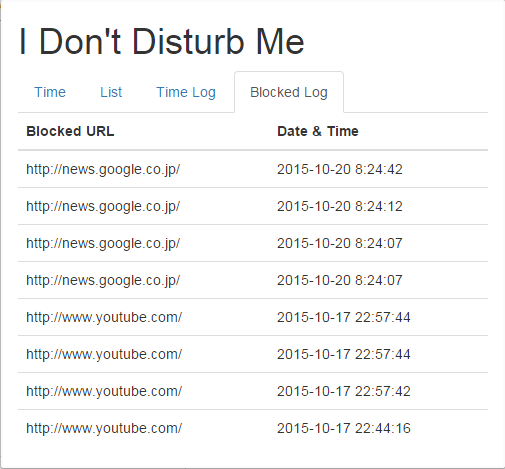 I Don't Disturb Me
Time List Time Log Blocked Log
Blocked URL Date & Time
http://news.google.co.jp/ 2015-10-20 8:24:42
http://news.google.co.jp/ 2015-10-20 8:24:12
http://news.google.co.jp/ 2015-10-20 8:24:07
http://news.google.co.jp/ 2015-10-20 8:24:07
http://www.youtube.com/ 2015-10-17 22:57:44
http://www.youtube.com/ 2015-10-17 22:57:44
http://www.youtube.com/ 2015-10-17 22:57:42
http://www.youtube.com/ 2015-10-17 22:44:16